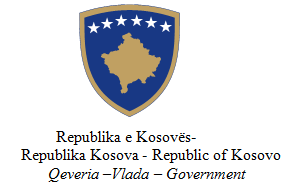 Republika e Kosovës-
Republika Kosova - Republic of Kosovo
Qeveria –Vlada – Government